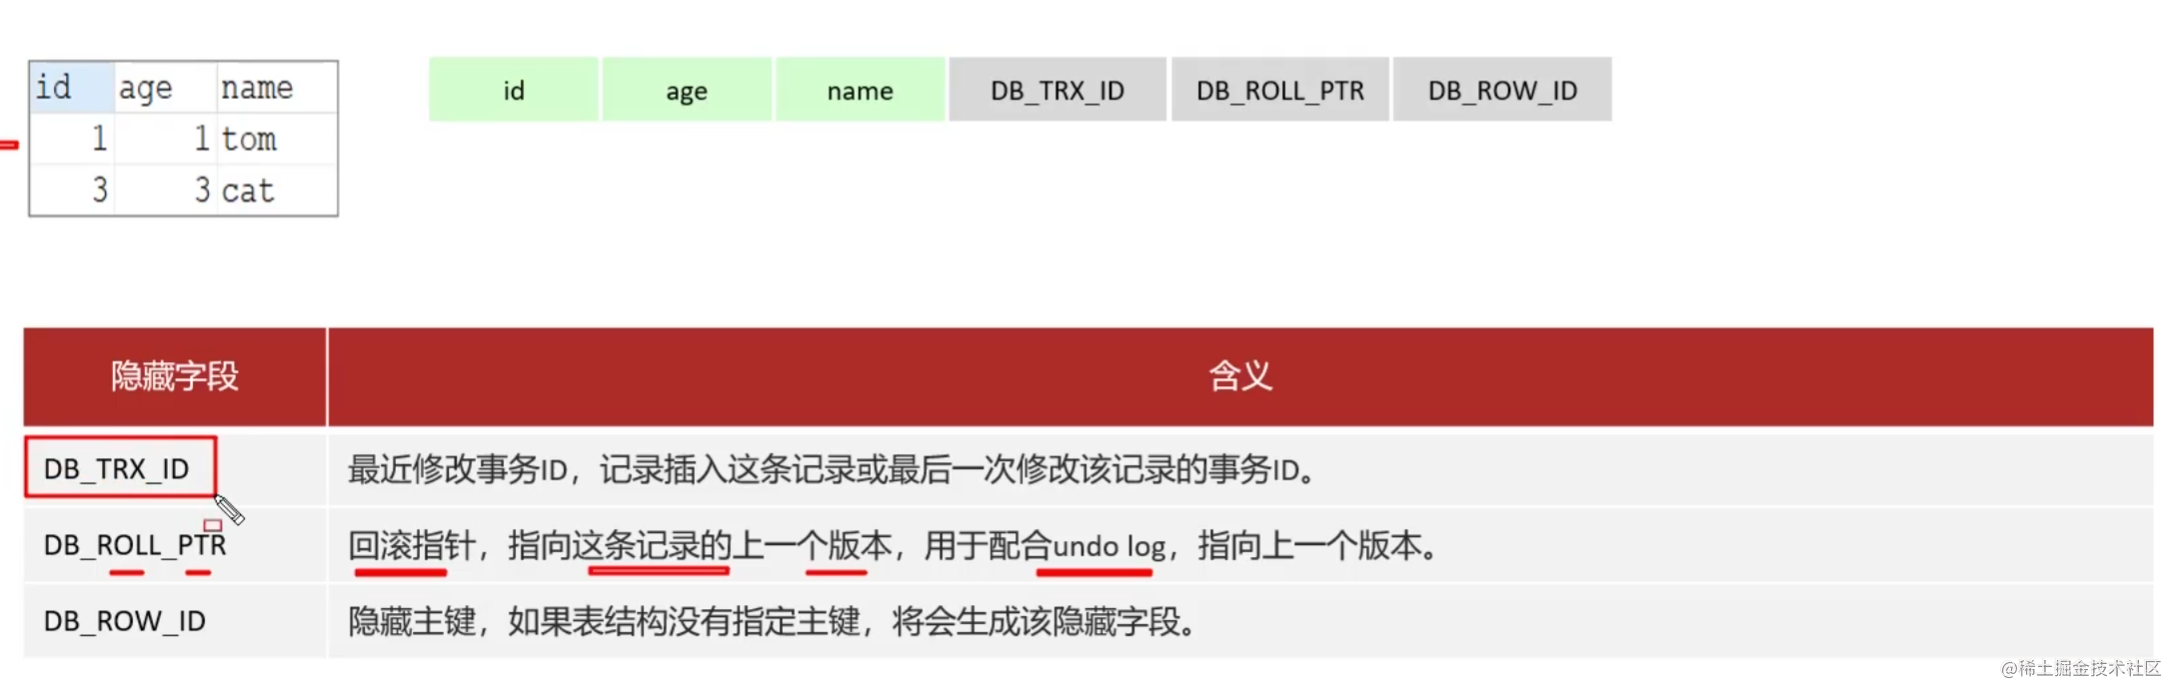 id age name
1 1 tom
3 3 cat
id age name DB_TRX_ID DB_ROLL_PTR DB_ROW_ID
隐藏字段 含义
DB_TRX_ID 最近修改事务ID，记录插入这条记录或最后一次修改该记录的事务ID。
DB_ROLL_PTR 回滚指针，指向这条记录的上一个版本，用于配合undo log，指向上一个版本。
DB_ROW_ID 隐藏主键，如果表结构没有指定主键，将会生成该隐藏字段。
@稀土掘金技术社区